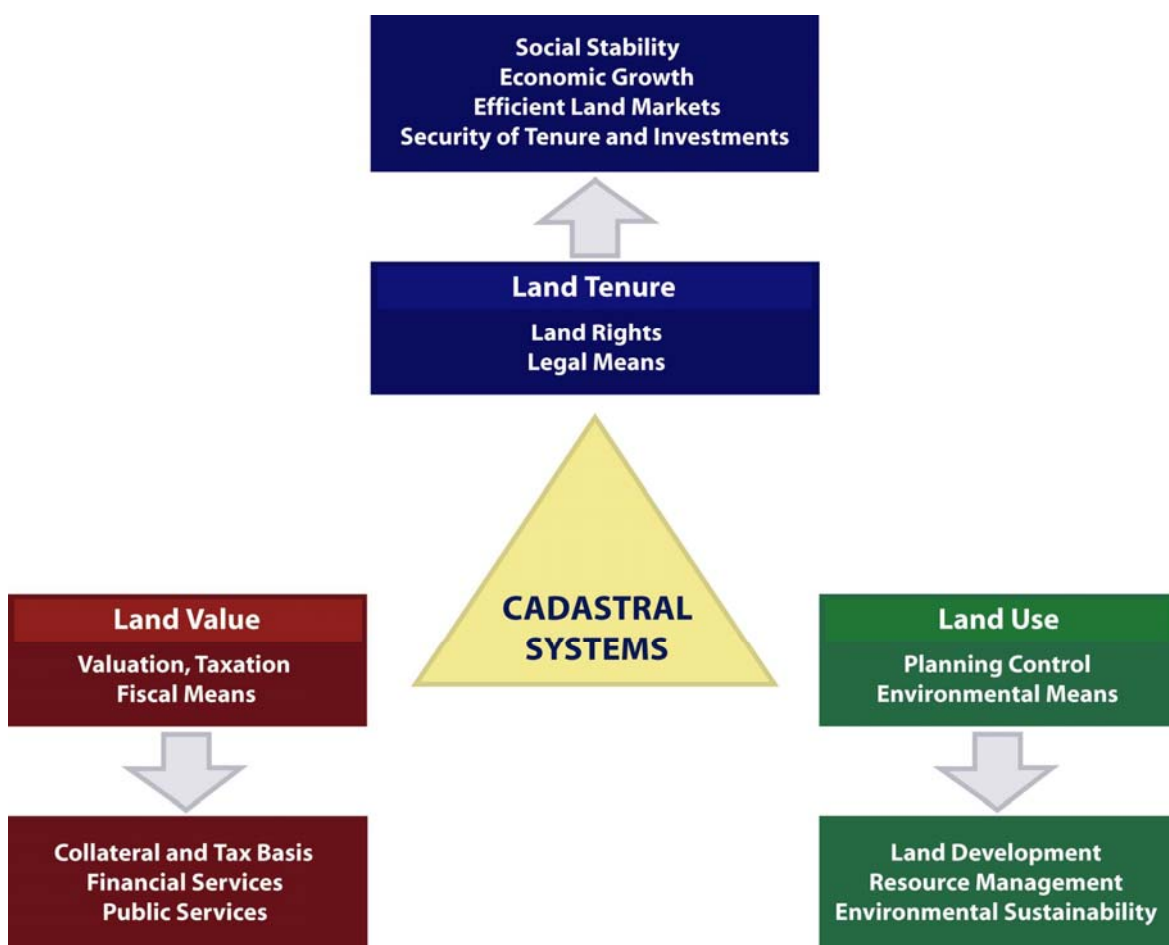 Social Stability
Economic Growth
Efficient Land Markets
Security of Tenure and Investments
Land Tenure
Land Rights
Legal Means
CADASTRAL
SYSTEMS
Land Value
Valuation, Taxation
Fiscal Means
Land Use
Planning Control
Environmental Means
Collateral and Tax Basis
Financial Services
Public Services
Land Development
Resource Management
Environmental Sustainability